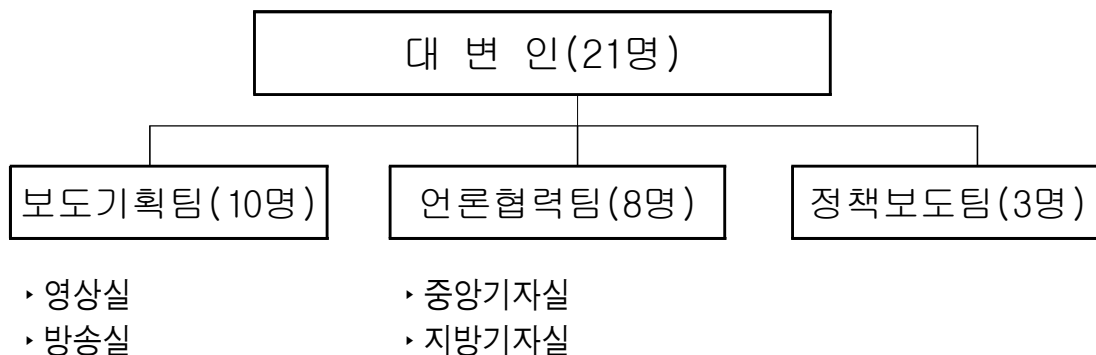 대 변 인(21명)
보도기획팀(10명)
언론협력팀(8명)
정책보도팀(3명)
‣ 영상실
‣ 방송실
‣ 중앙기자실
‣ 지방기자실